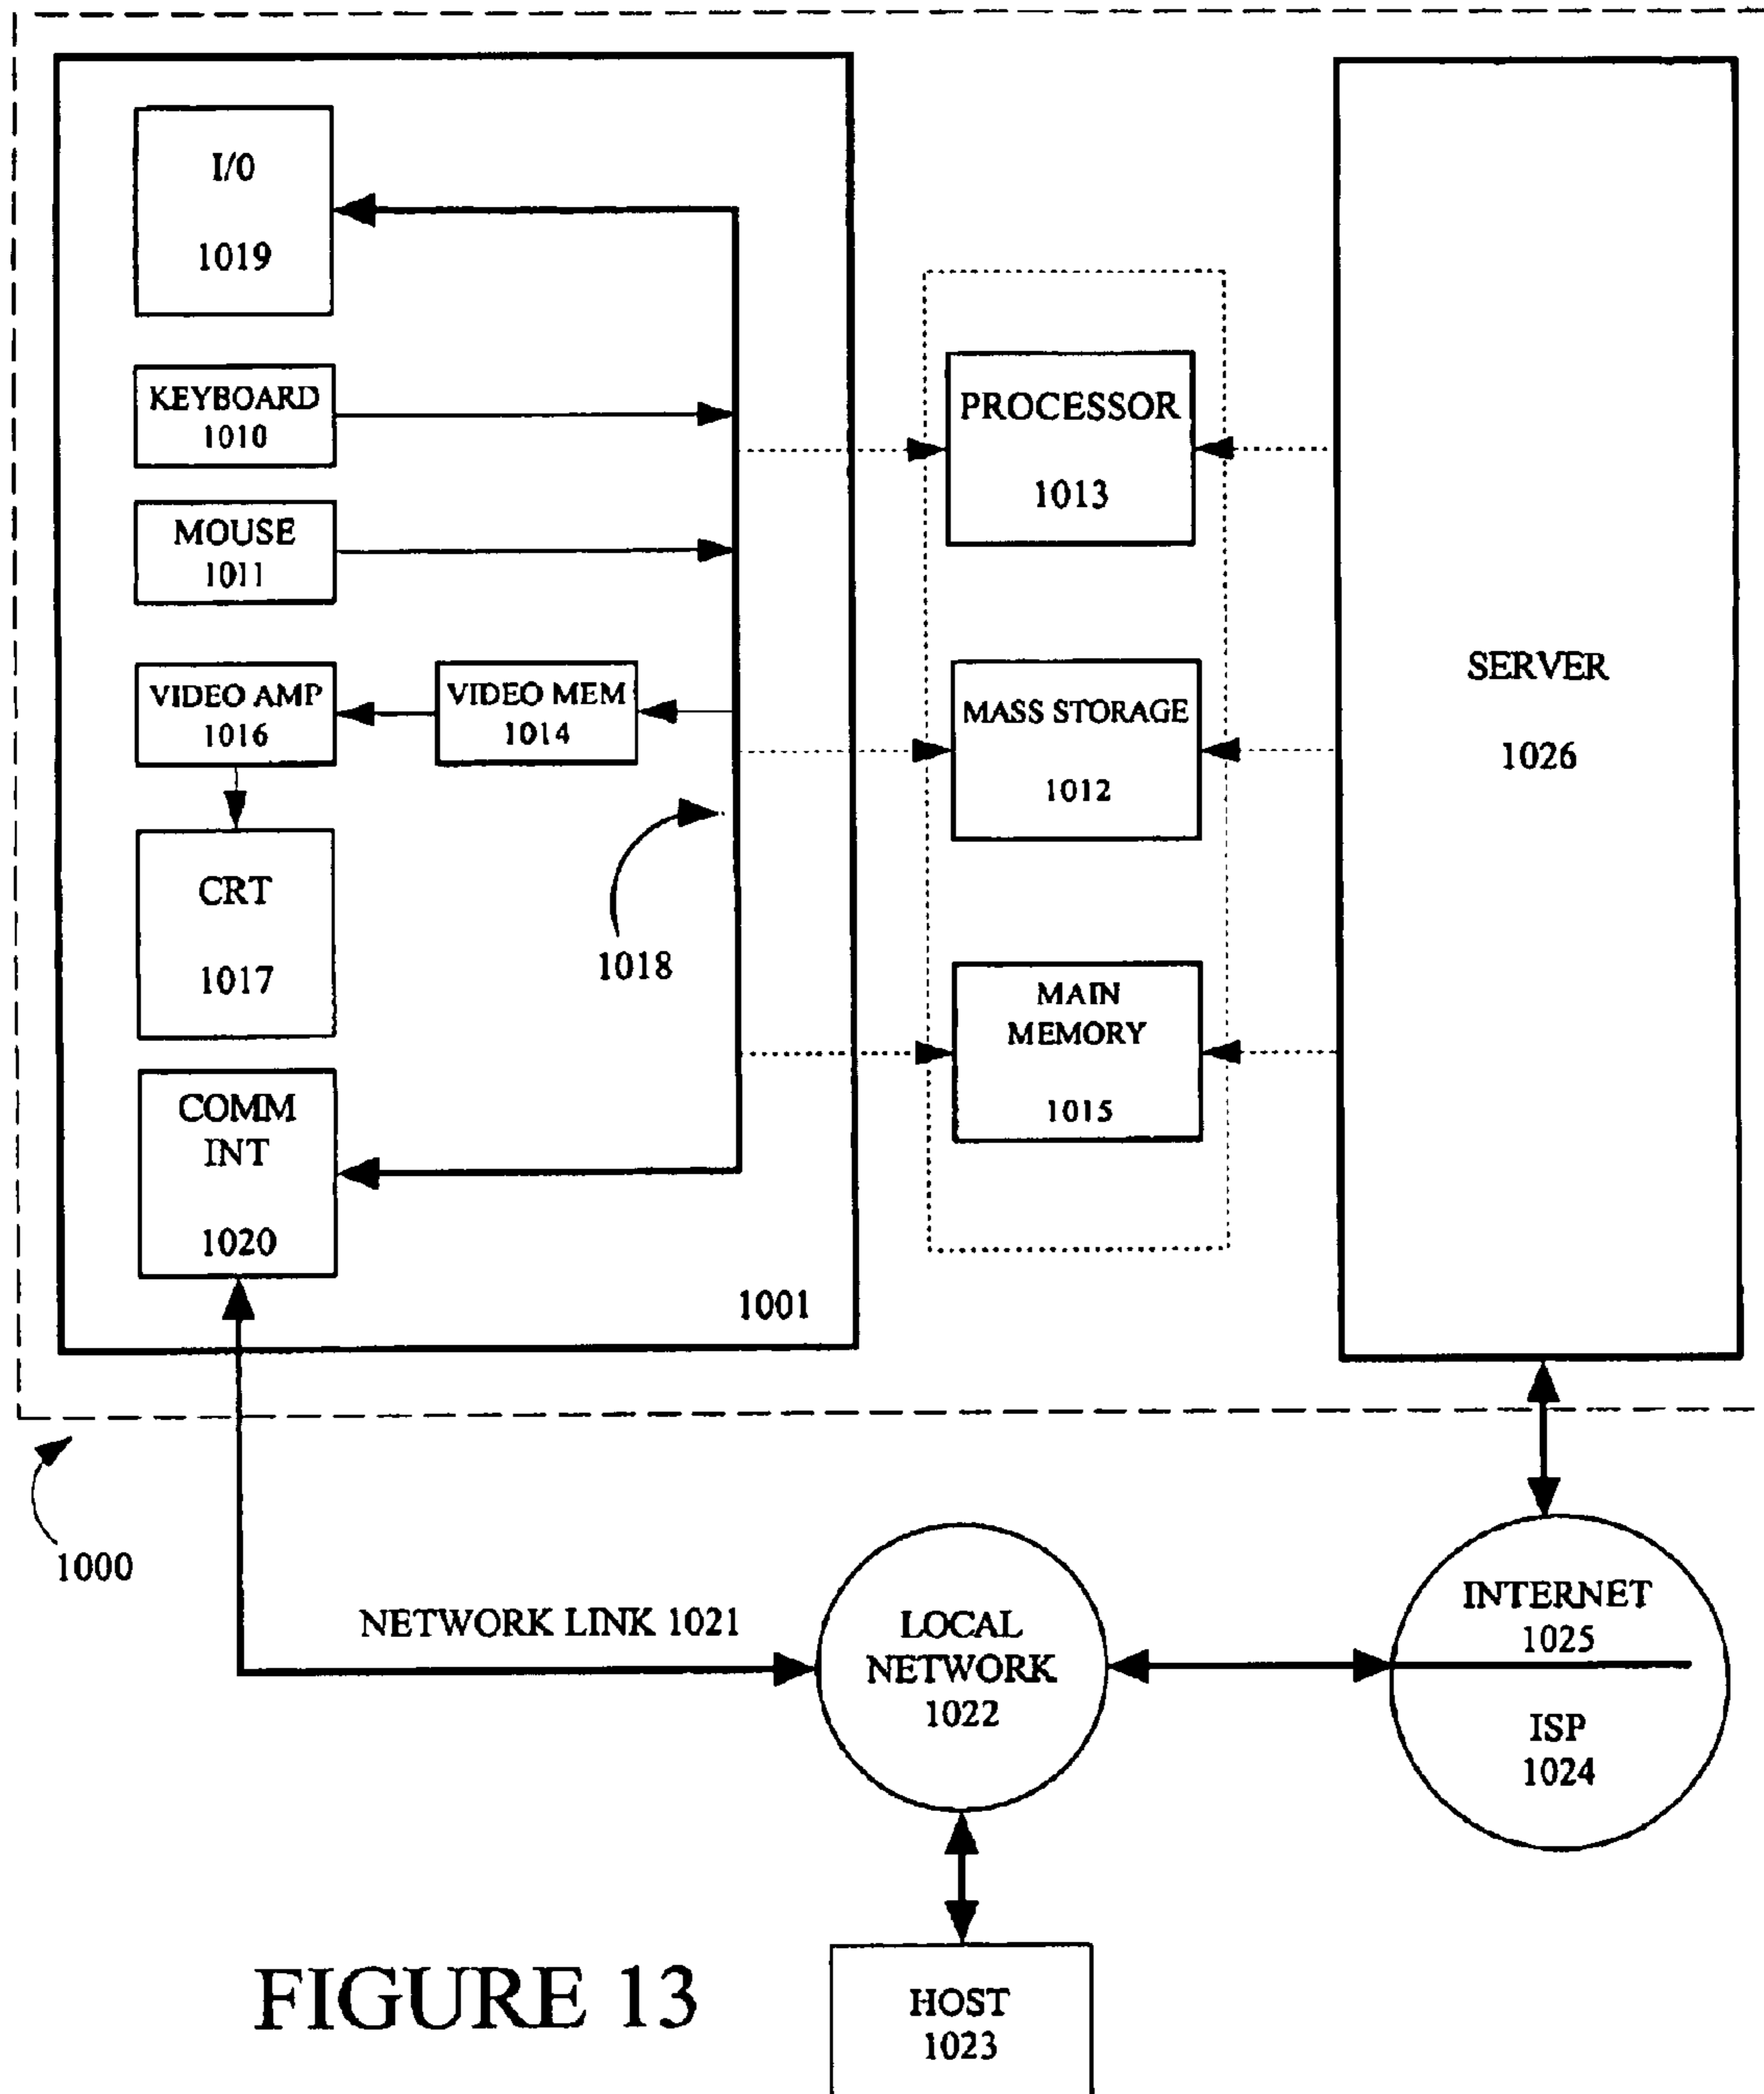 I/0
1019
KEYBOARD
1010
MOUSE
1011
VIDEO AMP
1016
VIDEO MEM
1014
CRT
1017
1018
COMM
INT
1020
1001
PROCESSOR
1013
MASS STORAGE
1012
MAIN
MEMORY
1015
SERVER
1026
1000
NETWORK LINK 1021
LOCAL
NETWORK
1022
INTERNET
1025
ISP
1024
HOST
1023
FIGURE 13